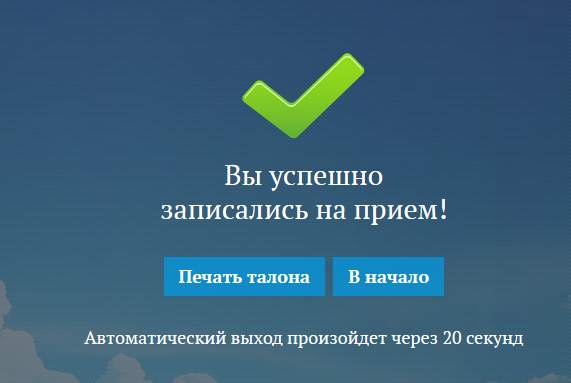 Вы успешно
записались на прием!
Печать талона В начало
Автоматический выход произойдет через 20 секунд